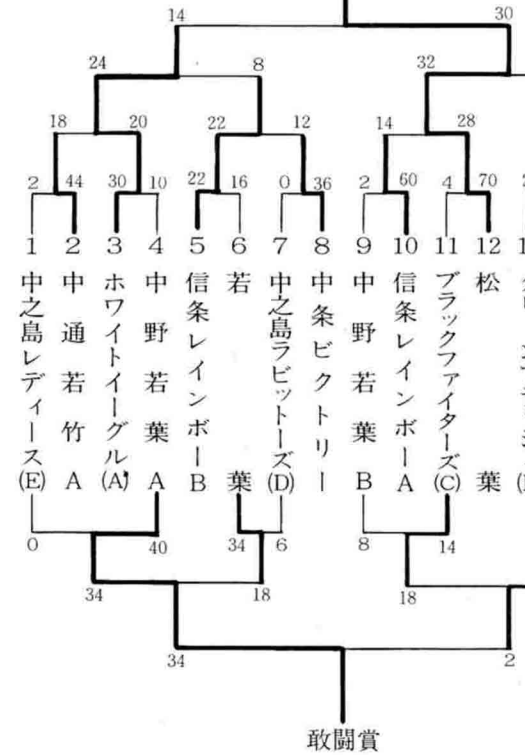 14 30
24 8 32
18 20 22 12 14 28
2 44 30 10 22 16 0 36 2 60 4 70
1 中之島レディース(E)
2 中通若竹A
3 ホワイトイーグル(A)
4 中野若葉A
5 信条レインボーB
6 若葉
7 中之島ラビットーズ(D)
8 中条ビクトリー
9 中野若葉B
10 信条レインボーA
11 ブラックファイターズ(C)
12 松葉
0 40 34 6 8 14
34 18 18
34 2
敢闘賞